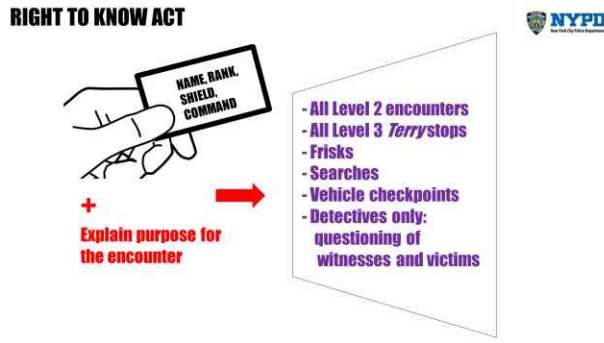 RIGHT TO KNOW ACT
NYPD
New York City Police Department
NAME, RANK,
SHIELD,
COMMAND
+
Explain purpose for
the encounter
- All Level 2 encounters
- All Level 3 Terry stops
- Frisks
- Searches
- Vehicle checkpoints
- Detectives only:
questioning of
witnesses and victims